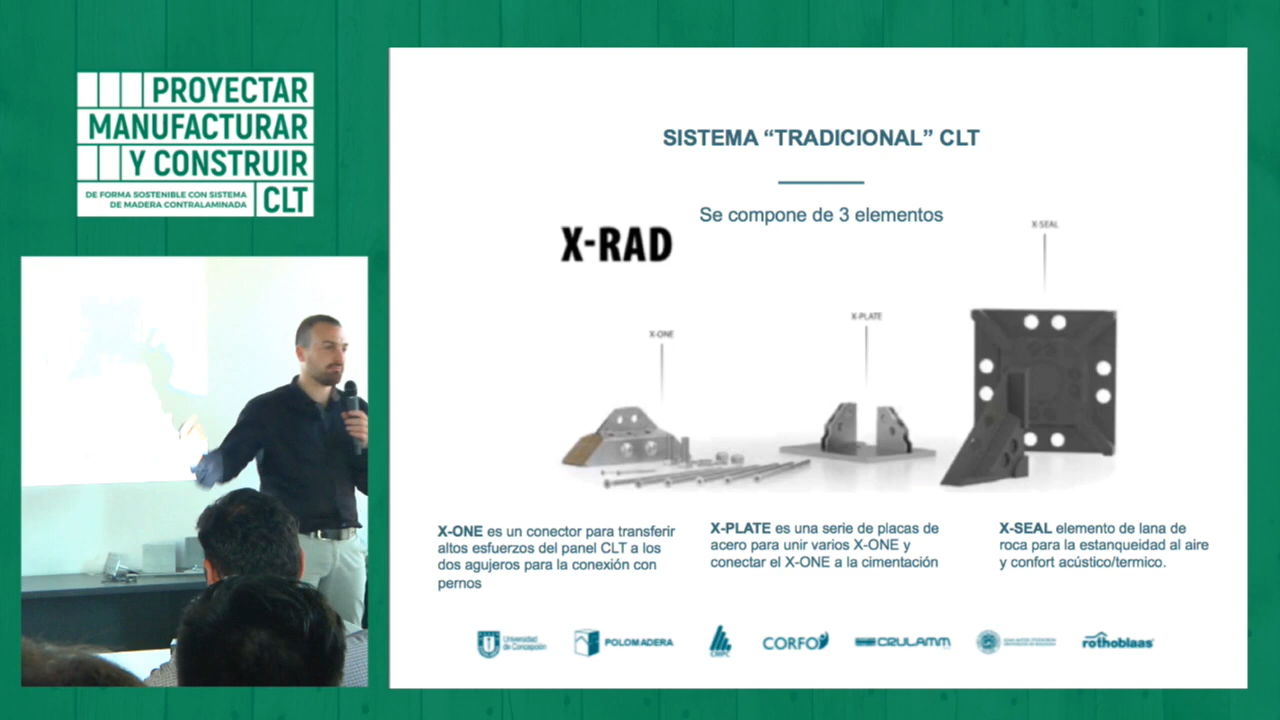 PROYECTAR
MANUFACTURAR
Y CONSTRUIR
DE FORMA SOSTENIBLE CON SISTEMA
DE MADERA CONTRALAMINADA
CLT
SISTEMA “TRADICIONAL” CLT
Se compone de 3 elementos
X-RAD
X-ONE
X-PLATE
X-SEAL
X-ONE es un conector para transferir
altos esfuerzos del panel CLT a los
dos agujeros para la conexión con
pernos
X-PLATE es una serie de placas de
acero para unir varios X-ONE y
conectar el X-ONE a la cimentación
X-SEAL elemento de lana de
roca para la estanqueidad al aire
y confort acústico/termico.
Universidad
de Concepción
POLOMADERA
CMPC
CORFO
CRULAMM
rothoblaas